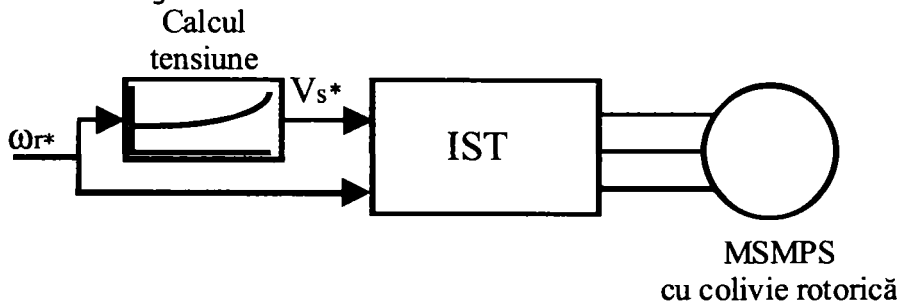 Calcul
tensiune
Vs*
ωr*
IST
MSMPS
cu colivie rotorică